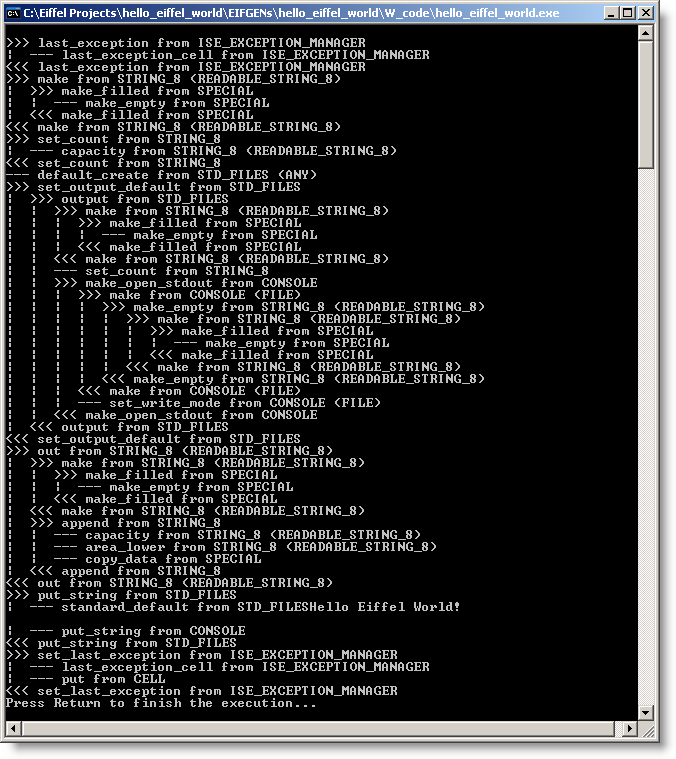 C:\Eiffel Projects\hello_eiffel_world\EIFGENs\hello_eiffel_world\W_code\hello_eiffel_world.exe
>>> last_exception from ISE_EXCEPTION_MANAGER
¦  --- last_exception_cell from ISE_EXCEPTION_MANAGER
<<< last_exception from ISE_EXCEPTION_MANAGER
>>> make from STRING_8 (READABLE_STRING_8)
¦  >>> make_filled from SPECIAL
¦  ¦  --- make_empty from SPECIAL
¦  <<< make_filled from SPECIAL
<<< make from STRING_8 (READABLE_STRING_8)
>>> set_count from STRING_8
¦  --- capacity from STRING_8 (READABLE_STRING_8)
<<< set_count from STRING_8
--- default_create from STD_FILES (ANY)
>>> set_output_default from STD_FILES
¦  >>> output from STD_FILES
¦  ¦  >>> make from STRING_8 (READABLE_STRING_8)
¦  ¦  ¦  >>> make_filled from SPECIAL
¦  ¦  ¦  ¦  --- make_empty from SPECIAL
¦  ¦  ¦  <<< make_filled from SPECIAL
¦  ¦  <<< make from STRING_8 (READABLE_STRING_8)
¦  ¦  --- set_count from STRING_8
¦  ¦  >>> make_open_stdout from CONSOLE
¦  ¦  ¦  >>> make from CONSOLE (FILE)
¦  ¦  ¦  ¦  >>> make_empty from STRING_8 (READABLE_STRING_8)
¦  ¦  ¦  ¦  ¦  >>> make from STRING_8 (READABLE_STRING_8)
¦  ¦  ¦  ¦  ¦  ¦  >>> make_filled from SPECIAL
¦  ¦  ¦  ¦  ¦  ¦  ¦  --- make_empty from SPECIAL
¦  ¦  ¦  ¦  ¦  ¦  <<< make_filled from SPECIAL
¦  ¦  ¦  ¦  ¦  <<< make from STRING_8 (READABLE_STRING_8)
¦  ¦  ¦  ¦  <<< make_empty from STRING_8 (READABLE_STRING_8)
¦  ¦  ¦  <<< make from CONSOLE (FILE)
¦  ¦  ¦  --- set_write_mode from CONSOLE (FILE)
¦  ¦  <<< make_open_stdout from CONSOLE
¦  <<< output from STD_FILES
<<< set_output_default from STD_FILES
>>> out from STRING_8 (READABLE_STRING_8)
¦  >>> make from STRING_8 (READABLE_STRING_8)
¦  ¦  >>> make_filled from SPECIAL
¦  ¦  ¦  --- make_empty from SPECIAL
¦  ¦  <<< make_filled from SPECIAL
¦  <<< make from STRING_8 (READABLE_STRING_8)
¦  >>> append from STRING_8
¦  ¦  --- capacity from STRING_8 (READABLE_STRING_8)
¦  ¦  --- area_lower from STRING_8 (READABLE_STRING_8)
¦  ¦  --- copy_data from SPECIAL
¦  <<< append from STRING_8
<<< out from STRING_8 (READABLE_STRING_8)
>>> put_string from STD_FILES
¦  --- standard_default from STD_FILESHello Eiffel World!
¦  --- put_string from CONSOLE
<<< put_string from STD_FILES
>>> set_last_exception from ISE_EXCEPTION_MANAGER
¦  --- last_exception_cell from ISE_EXCEPTION_MANAGER
¦  --- put from CELL
<<< set_last_exception from ISE_EXCEPTION_MANAGER
Press Return to finish the execution...